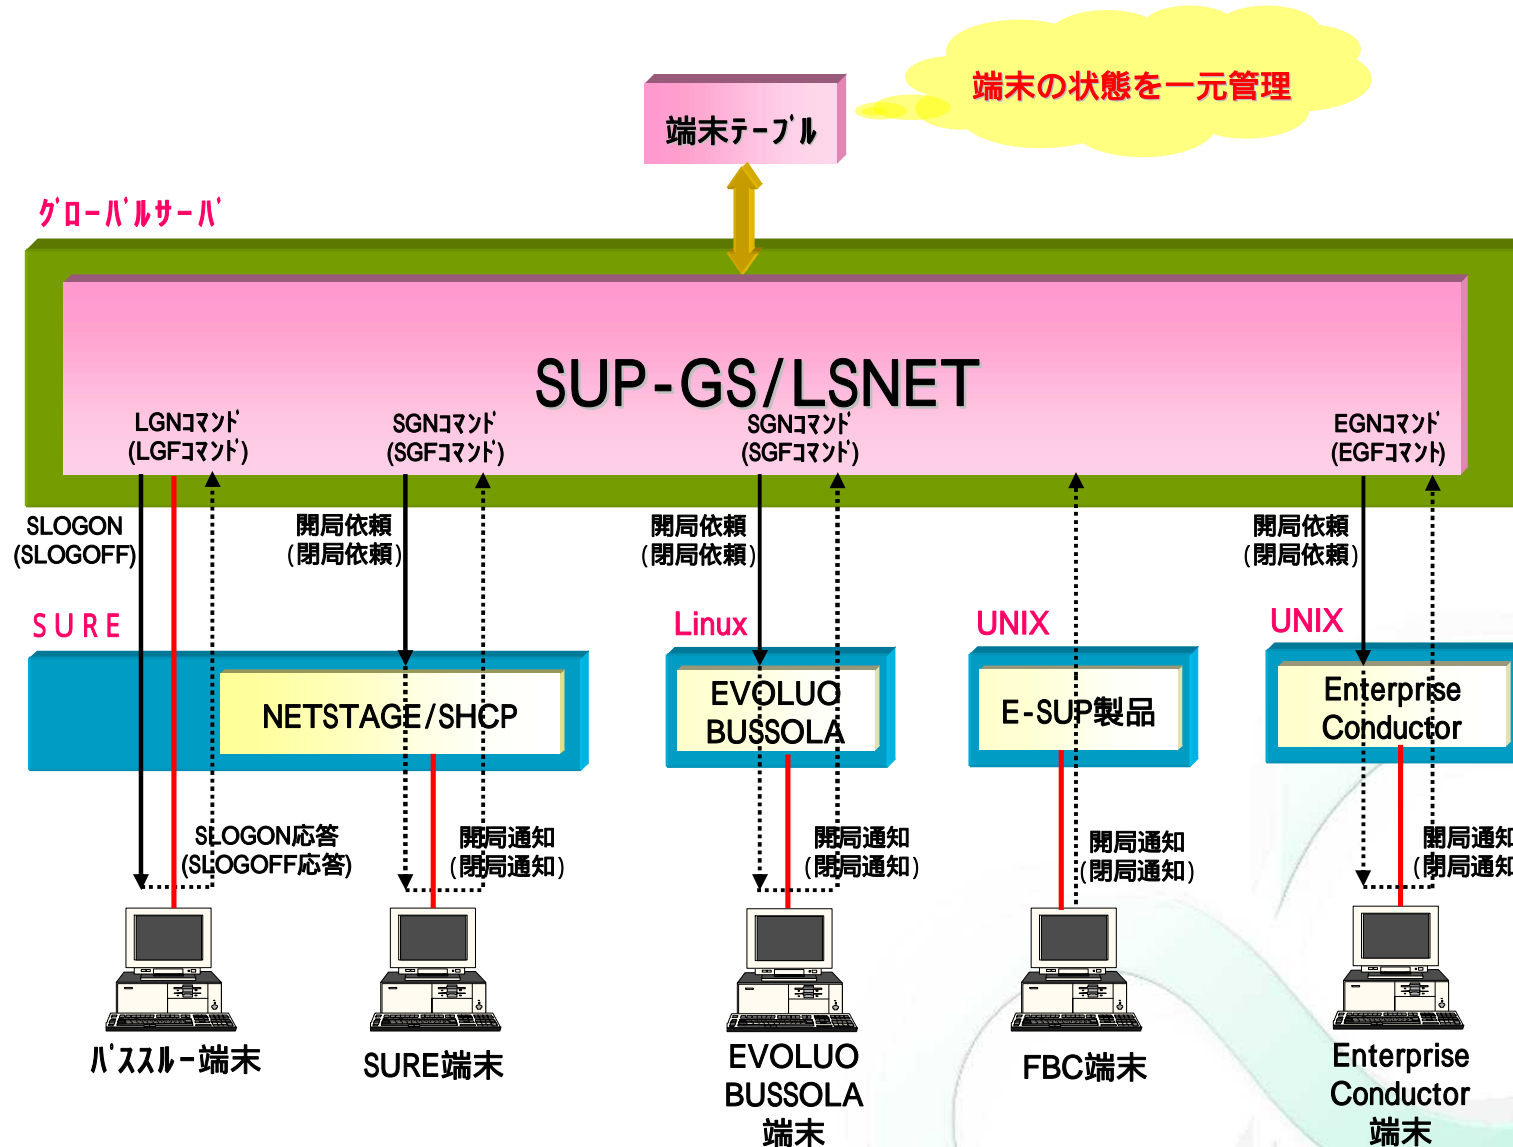 端末の状態を一元管理
端末ﾃｰﾌﾞﾙ
ｸﾞﾛｰﾊﾞﾙｻｰﾊﾞ
SUP-GS/LSNET
LGNｺﾏﾝﾄﾞ
(LGFｺﾏﾝﾄﾞ)
SGNｺﾏﾝﾄﾞ
(SGFｺﾏﾝﾄﾞ)
SGNｺﾏﾝﾄﾞ
(SGFｺﾏﾝﾄﾞ)
EGNｺﾏﾝﾄﾞ
(EGFｺﾏﾝﾄ)
SLOGON
(SLOGOFF)
開局依頼
(閉局依頼)
開局依頼
(閉局依頼)
開局依頼
(閉局依頼)
ＳＵＲＥ
Linux
UNIX
UNIX
NETSTAGE/SHCP
EVOLUO
BUSSOLA
E-SUP製品
Enterprise
Conductor
SLOGON応答
(SLOGOFF応答)
開局通知
(閉局通知)
開局通知
(閉局通知)
開局通知
(閉局通知)
開局通知
(閉局通知
ﾊﾟｽｽﾙｰ端末
SURE端末
EVOLUO
BUSSOLA
端末
FBC端末
Enterprise
Conductor
端末